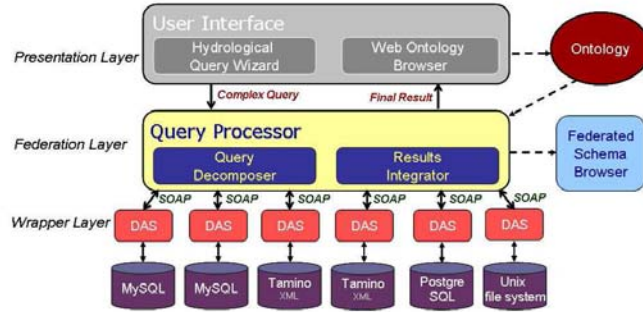 User Interface
Presentation Layer
Hydrological
Query Wizard
Web Ontology
Browser
Ontology
Complex Query
Final Result
Federation Layer
Query Processor
Query
Decomposer
Results
Integrator
Federated
Schema
Browser
SOAP SOAP SOAP SOAP SOAP SOAP
Wrapper Layer
DAS DAS DAS DAS DAS DAS
MySQL
MySQL
Tamino
XML
Tamino
XML
Postgre
SQL
Unix
file system